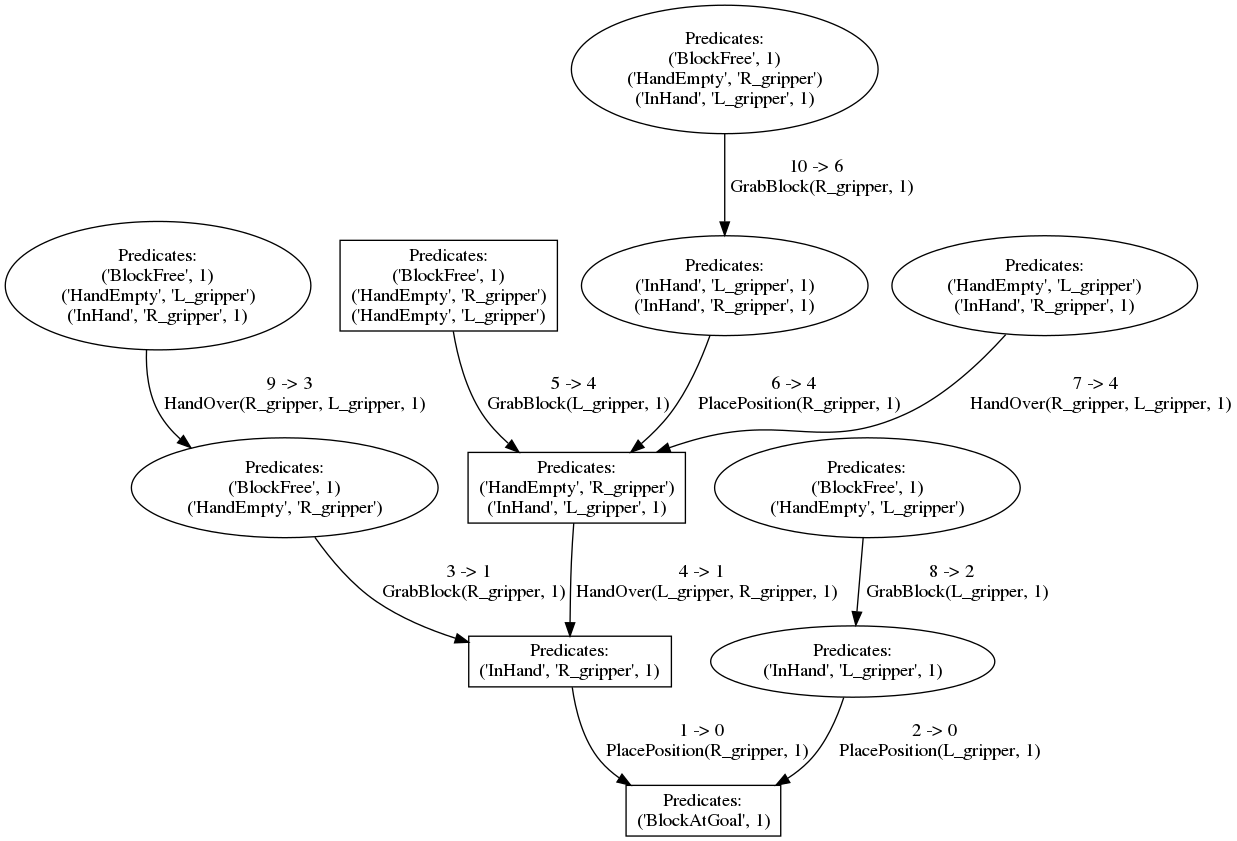 Predicates:
('BlockFree', 1)
('HandEmpty', 'R_gripper')
('InHand', 'L_gripper', 1)
10 -> 6
GrabBlock(R_gripper, 1)
Predicates:
('BlockFree', 1)
('HandEmpty', 'L_gripper')
('InHand', 'R_gripper', 1)
Predicates:
('BlockFree', 1)
('HandEmpty', 'R_gripper')
('HandEmpty', 'L_gripper')
Predicates:
('InHand', 'L_gripper', 1)
('InHand', 'R_gripper', 1)
Predicates:
('HandEmpty', 'L_gripper')
('InHand', 'R_gripper', 1)
9 -> 3
HandOver(R_gripper, L_gripper, 1)
5 -> 4
GrabBlock(L_gripper, 1)
6 -> 4
PlacePosition(R_gripper, 1)
7 -> 4
HandOver(R_gripper, L_gripper, 1)
Predicates:
('BlockFree', 1)
('HandEmpty', 'R_gripper')
Predicates:
('HandEmpty', 'R_gripper')
('InHand', 'L_gripper', 1)
Predicates:
('BlockFree', 1)
('HandEmpty', 'L_gripper')
3 -> 1
GrabBlock(R_gripper, 1)
4 -> 1
HandOver(L_gripper, R_gripper, 1)
8 -> 2
GrabBlock(L_gripper, 1)
Predicates:
('InHand', 'R_gripper', 1)
Predicates:
('InHand', 'L_gripper', 1)
1 -> 0
PlacePosition(R_gripper, 1)
2 -> 0
PlacePosition(L_gripper, 1)
Predicates:
('BlockAtGoal', 1)